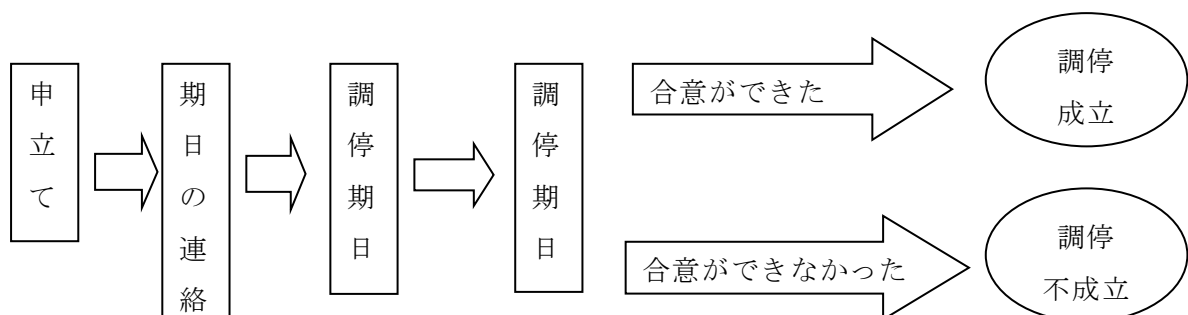 申立て
期日の連絡
調停期日
調停期日
合意ができた
調停
成立
合意ができなかった
調停
不成立